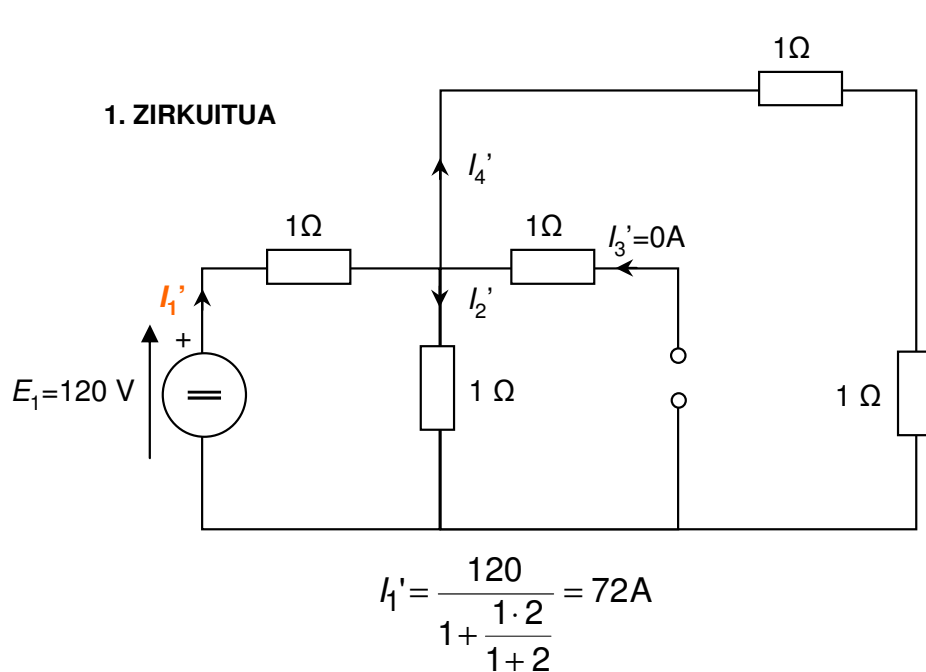 1Ω
1. ZIRKUITUA
I₄’
1Ω
1Ω
I₃’=0A
I₁’
I₂’
+
E₁=120 V
1 Ω
1 Ω
I₁' = 120 / (1 + (1·2)/(1+2)) = 72A